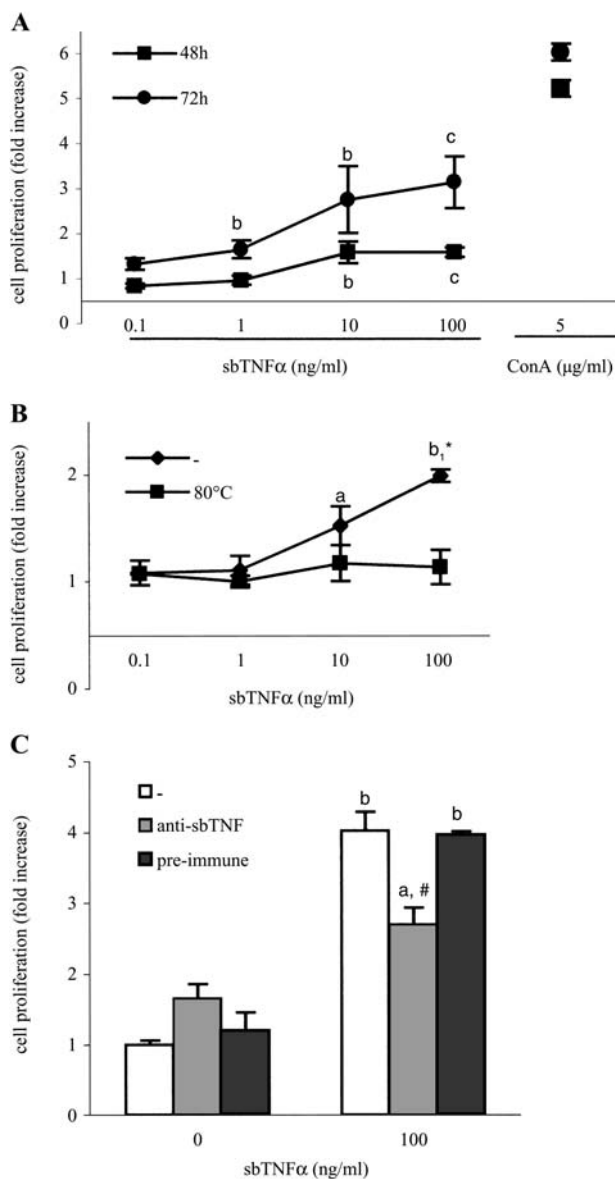 A
cell proliferation (fold increase)
6
5
4
3
2
1
0
48h
72h
b
b
c
b
c
0.1 1 10 100 5
sbTNFα (ng/ml) ConA (µg/ml)
B
cell proliferation (fold increase)
2
1
0
-
80°C
a
b₁*
0.1 1 10 100
sbTNFα (ng/ml)
C
cell proliferation (fold increase)
5
4
3
2
1
0
-
anti-sbTNF
pre-immune
b
a, #
b
0 100
sbTNFα (ng/ml)